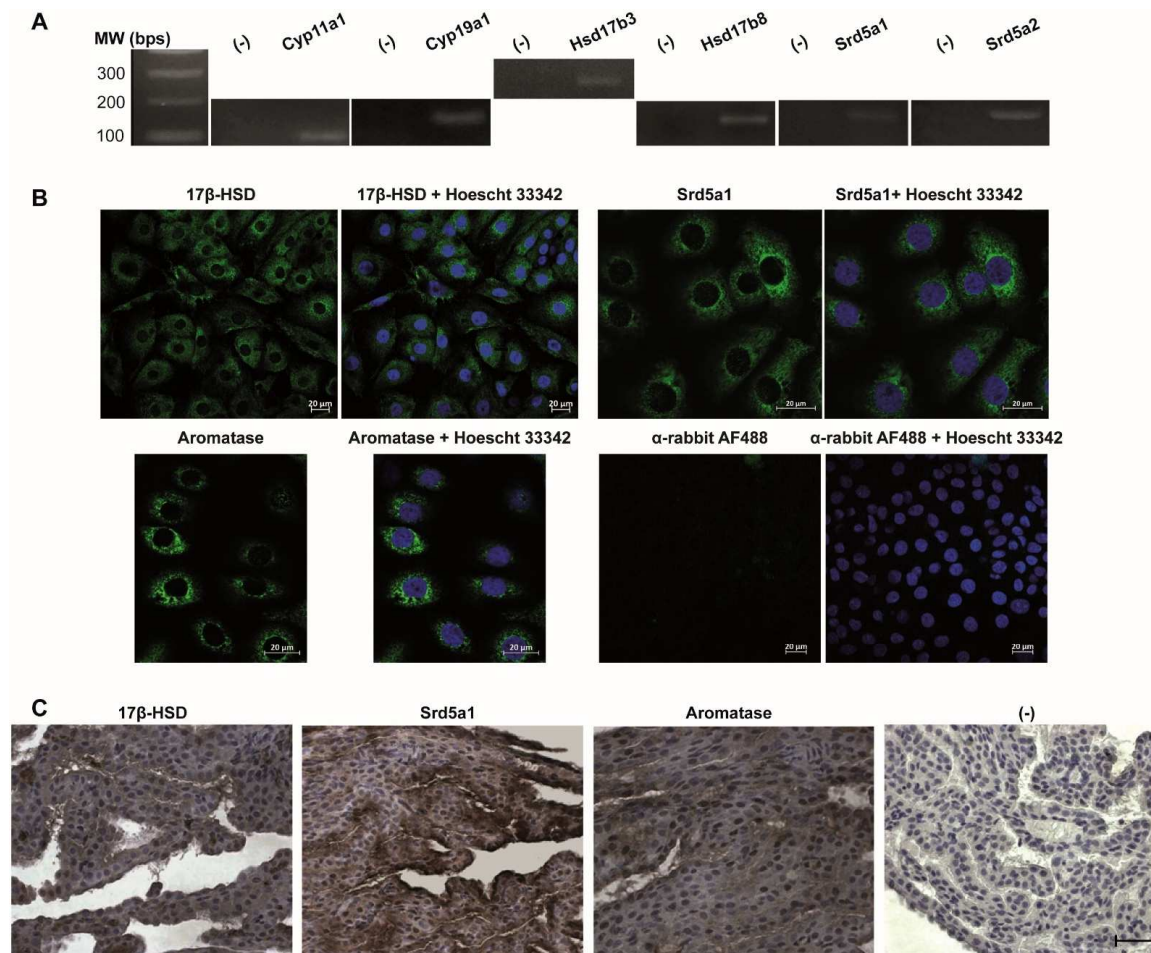 A
MW (bps)
(-) Cyp11a1 (-) Cyp19a1 (-) Hsd17b3 (-) Hsd17b8 (-) Srd5a1 (-) Srd5a2
300
200
100
B
17β-HSD 17β-HSD + Hoescht 33342 Srd5a1 Srd5a1+ Hoescht 33342
20 µm 20 µm 20 µm 20 µm
Aromatase Aromatase + Hoescht 33342 α-rabbit AF488 α-rabbit AF488 + Hoescht 33342
20 µm 20 µm 20 µm 20 µm
C
17β-HSD Srd5a1 Aromatase (-)